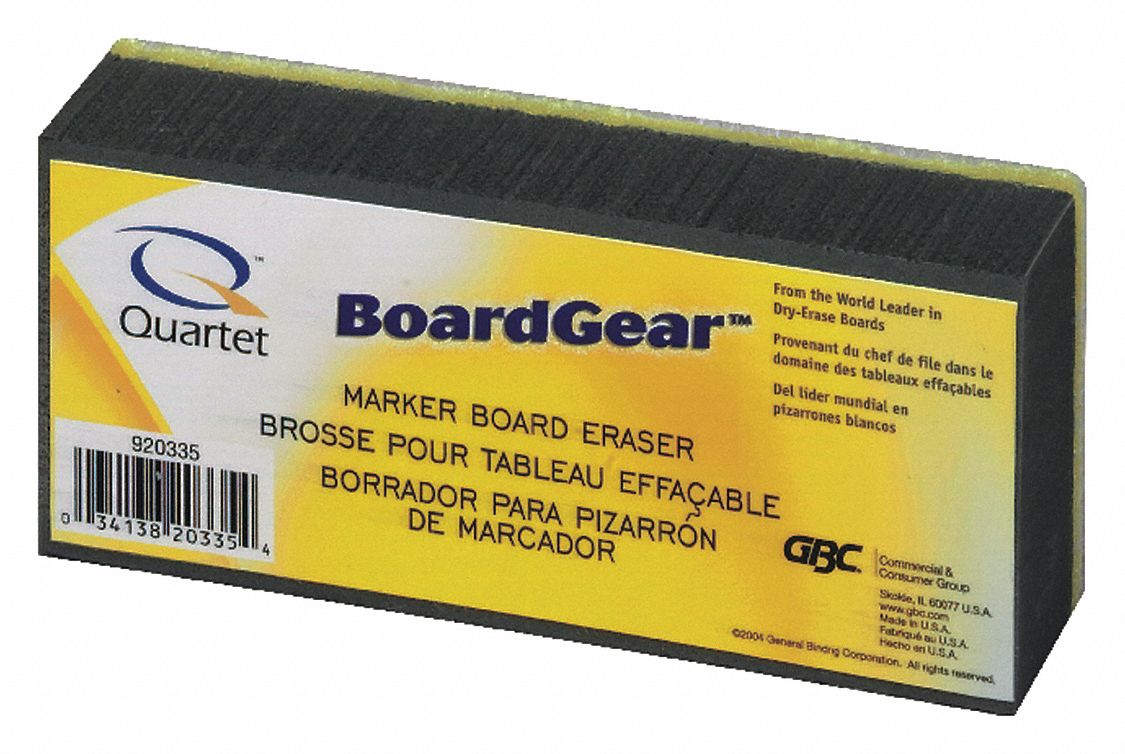 Quartet™
BoardGear™
From the World Leader in
Dry-Erase Boards
Provenant du chef de file dans le
domaine des tableaux effaçables
Del líder mundial en
pizarrones blancos
MARKER BOARD ERASER
BROSSE POUR TABLEAU EFFAÇABLE
BORRADOR PARA PIZARRÓN
DE MARCADOR
920335
0 34138 20335 4
GBC
Commercial &
Consumer Group
Skokie, IL 60077 U.S.A.
www.gbc.com
Made in U.S.A.
Fabriqué au U.S.A.
Hecho en U.S.A.
©2004 General Binding Corporation. All rights reserved.